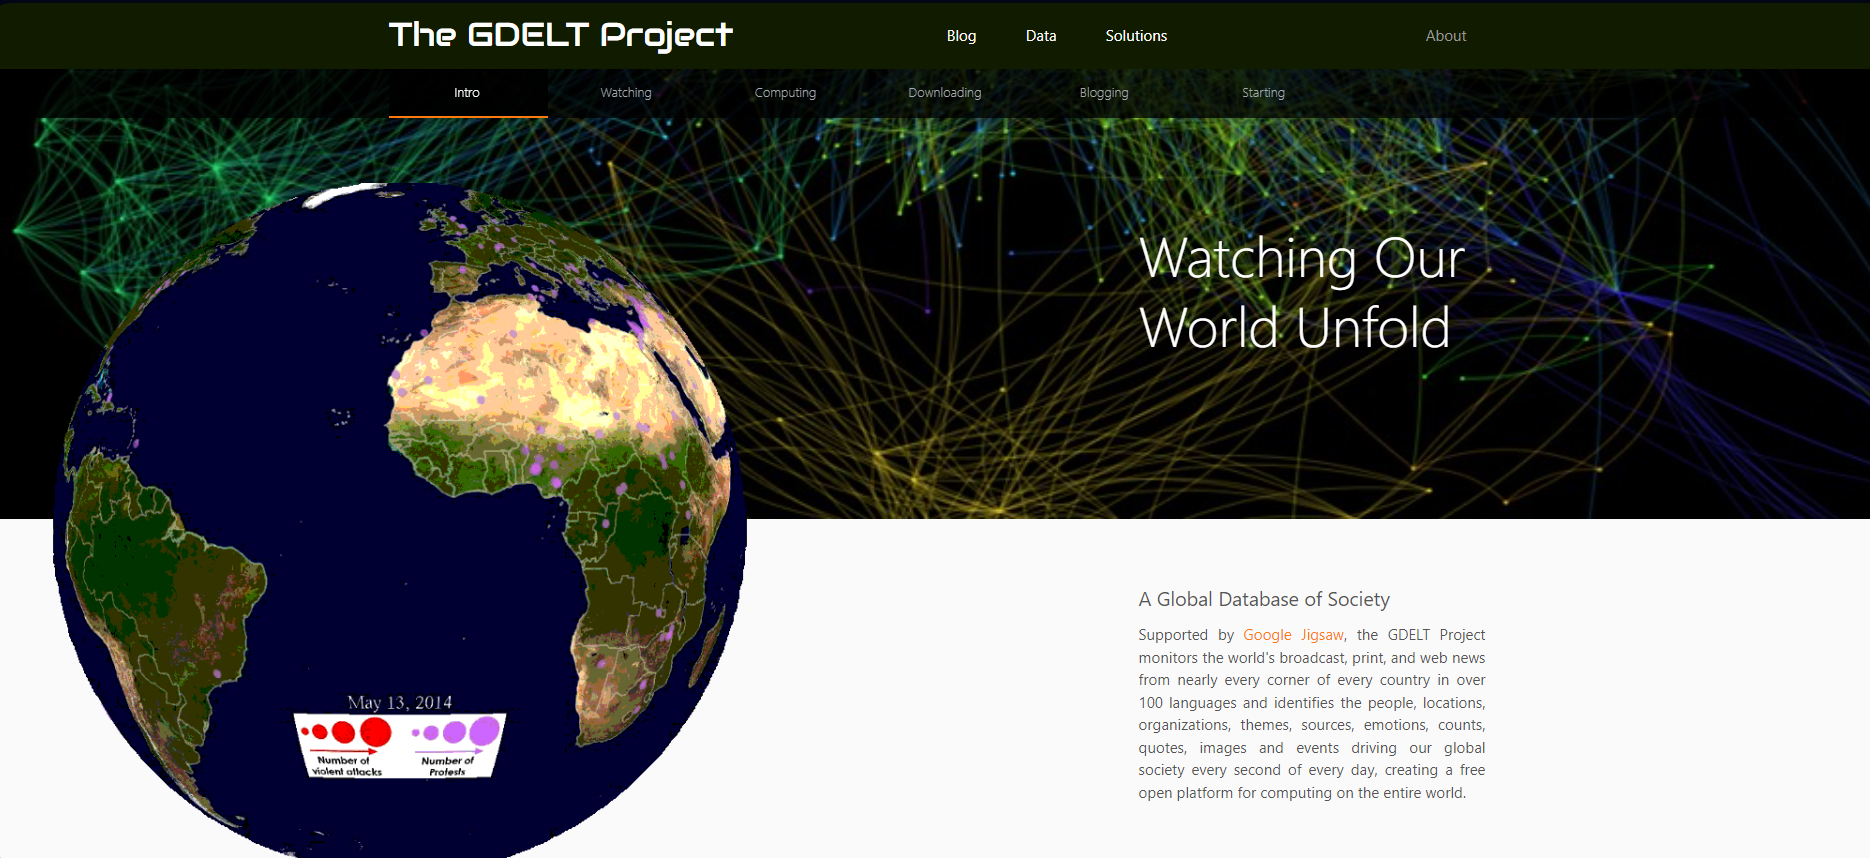 The GDELT Project
Blog
Data
Solutions
About
Intro
Watching
Computing
Downloading
Blogging
Starting
Watching Our
World Unfold
May 13, 2014
Number of
violent attacks
Number of
Protests
A Global Database of Society
Supported by Google Jigsaw, the GDELT Project
monitors the world's broadcast, print, and web news
from nearly every corner of every country in over
100 languages and identifies the people, locations,
organizations, themes, sources, emotions, counts,
quotes, images and events driving our global
society every second of every day, creating a free
open platform for computing on the entire world.